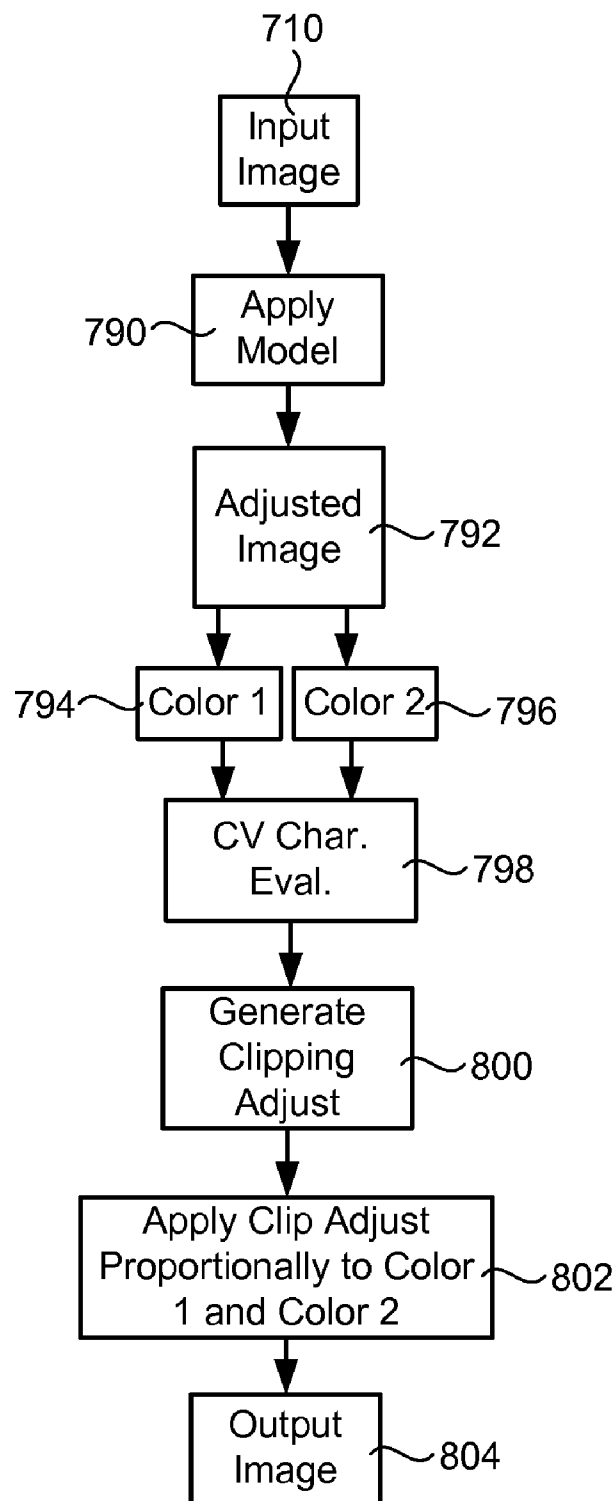 710
Input
Image
790
Apply
Model
Adjusted
Image
792
794
Color 1
Color 2
796
CV Char.
Eval.
798
Generate
Clipping
Adjust
800
Apply Clip Adjust
Proportionally to Color
1 and Color 2
802
Output
Image
804